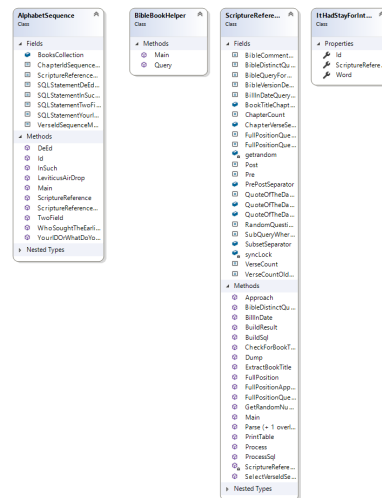 AlphabetSequence
Class
Fields
BooksCollection
ChapterIdSequence...
ScriptureReference...
SQLStatementDeEd...
SQLStatementInSuc...
SQLStatementTwoFi...
SQLStatementYourI...
VerseIdSequenceM...
Methods
DeEd
Id
InSuch
LeviticusAirDrop
Main
ScriptureReference
ScriptureReference...
TwoField
WhoSoughtTheEarli...
YourIDOrWhatDoYo...
Nested Types
BibleBookHelper
Class
Methods
Main
Query
ScriptureRefere...
Class
Fields
BibleComment...
BibleDistinctQu...
BibleQueryFor...
BibleVersionDe...
BillInDateQuery...
BookTitleChapt...
ChapterCount
ChapterVerseSe...
FullPositionQue...
FullPositionQue...
getrandom
Post
Pre
PrePostSeparator
QuoteOfTheDa...
QuoteOfTheDa...
QuoteOfTheDa...
RandomQuesti...
SubQueryWher...
SubsetSeparator
syncLock
VerseCount
VerseCountOld...
Methods
Approach
BibleDistinctQu...
BillInDate
BuildResult
BuildSql
CheckForBookT...
Dump
ExtractBookTitle
FullPosition
FullPositionApp...
FullPositionQue...
GetRandomNu...
Main
Parse (+ 1 overl...
PrintTable
Process
ProcessSql
ScriptureRefere...
SelectVerseIdSe...
Nested Types
ItHadStayForInt...
Class
Properties
Id
ScriptureRefere...
Word